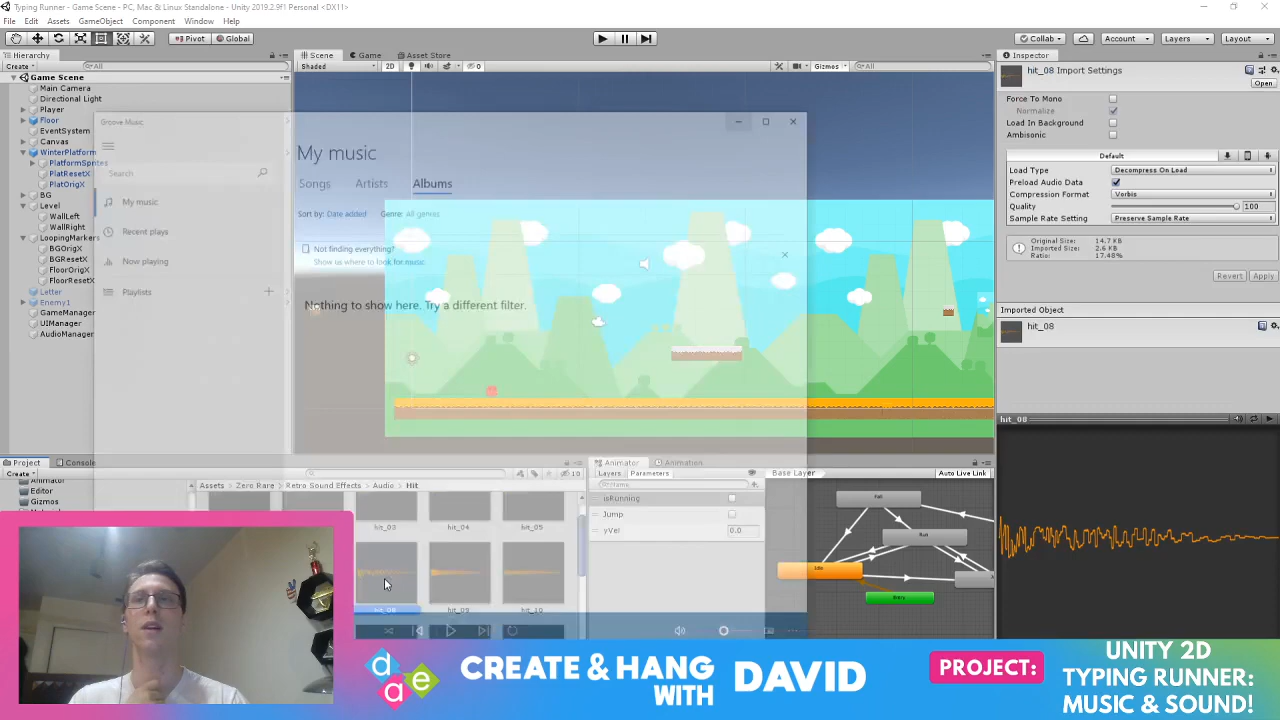 Typing Runner - Game Scene - PC, Mac & Linux Standalone - Unity 2019.2.9f1 Personal <DX11>
File Edit Assets GameObject Component Window Help
Pivot Global
Collab Account Layers Layout
Hierarchy
Create All
Game Scene
Main Camera
Directional Light
Player
Floor
EventSystem
Canvas
WinterPlatform
PlatformSprites
PlatResetX
PlatOrigX
BG
Level
WallLeft
WallRight
LoopingMarkers
BGOrigX
BGResetX
FloorOrigX
FloorResetX
Letter
Enemy1
GameManager
UIManager
AudioManager
Scene Game Asset Store
Shaded 2D 0 Gizmos All
Groove Music
Search
My music
Recent plays
Now playing
Playlists
My music
Songs Artists Albums
Sort by: Date added Genre: All genres
Not finding everything?
Show us where to look for music
Nothing to show here. Try a different filter.
Inspector
hit_08 Import Settings
Open
Force To Mono
Normalize
Load In Background
Ambisonic
Default
Load Type Decompress On Load
Preload Audio Data
Compression Format Vorbis
Quality 100
Sample Rate Setting Preserve Sample Rate
Original Size: 14.7 KB
Imported Size: 2.6 KB
Ratio: 17.48%
Revert Apply
Imported Object
hit_08
hit_08
Project Console
Create 10
Animator
Editor
Gizmos
Assets Zero Rare Retro Sound Effects Audio Hit
hit_03 hit_04 hit_05
hit_08 hit_09 hit_10
Animator Animation
Layers Parameters Base Layer Auto Live Link
Name
isRunning
Jump
yVel 0.0
Fall
Run
Idle
Entry
dae
CREATE & HANG
WITH DAVID
PROJECT:
UNITY 2D
TYPING RUNNER:
MUSIC & SOUND!